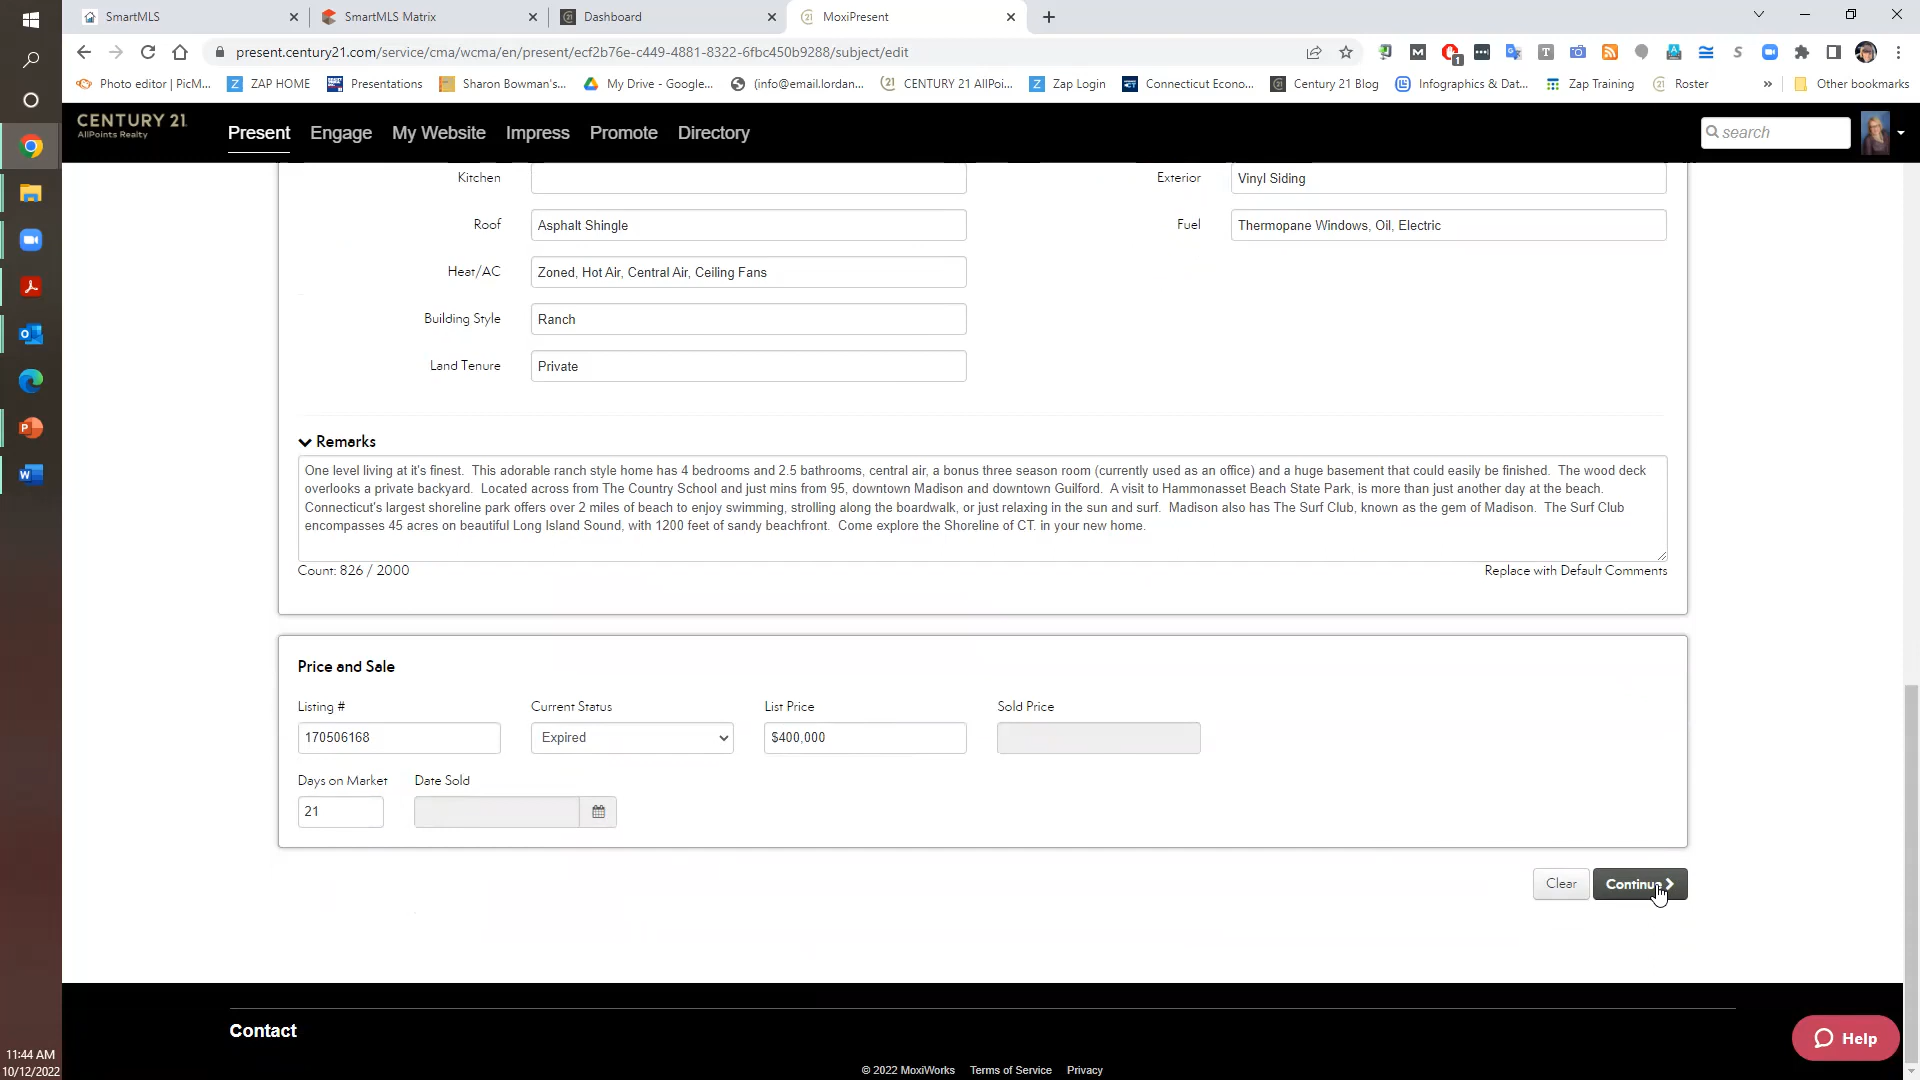 SmartMLS
SmartMLS Matrix
Dashboard
MoxiPresent
present.century21.com/service/cma/wcma/en/present/ecf2b76e-c449-4881-8322-6fbc450b9288/subject/edit
Photo editor | PicM...
ZAP HOME
Presentations
Sharon Bowman's...
My Drive - Google...
(info@email.lordan...
CENTURY 21 AllPoi...
Zap Login
Connecticut Econo...
Century 21 Blog
Infographics & Dat...
Zap Training
Roster
»
Other bookmarks
CENTURY 21.
AllPoints Realty
Present Engage My Website Impress Promote Directory
search
Kitchen
Exterior Vinyl Siding
Roof Asphalt Shingle
Fuel Thermopane Windows, Oil, Electric
Heat/AC Zoned, Hot Air, Central Air, Ceiling Fans
Building Style Ranch
Land Tenure Private
Remarks
One level living at it's finest. This adorable ranch style home has 4 bedrooms and 2.5 bathrooms, central air, a bonus three season room (currently used as an office) and a huge basement that could easily be finished. The wood deck
overlooks a private backyard. Located across from The Country School and just mins from 95, downtown Madison and downtown Guilford. A visit to Hammonasset Beach State Park, is more than just another day at the beach.
Connecticut's largest shoreline park offers over 2 miles of beach to enjoy swimming, strolling along the boardwalk, or just relaxing in the sun and surf. Madison also has The Surf Club, known as the gem of Madison. The Surf Club
encompasses 45 acres on beautiful Long Island Sound, with 1200 feet of sandy beachfront. Come explore the Shoreline of CT. in your new home.
Count: 826 / 2000
Replace with Default Comments
Price and Sale
Listing # Current Status List Price Sold Price
170506168 Expired $400,000
Days on Market Date Sold
21
Clear Continue
Contact
Help
© 2022 MoxiWorks Terms of Service Privacy
11:44 AM
10/12/2022